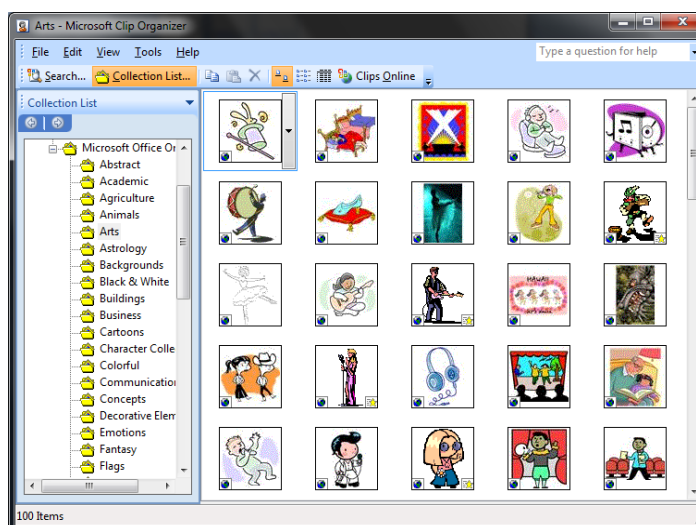 Arts - Microsoft Clip Organizer
File Edit View Tools Help
Type a question for help
Search... Collection List... Clips Online
Collection List
Microsoft Office Or
Abstract
Academic
Agriculture
Animals
Arts
Astrology
Backgrounds
Black & White
Buildings
Business
Cartoons
Character Colle
Colorful
Communication
Concepts
Decorative Elem
Emotions
Fantasy
Flags
X
HAWAII
100 Items